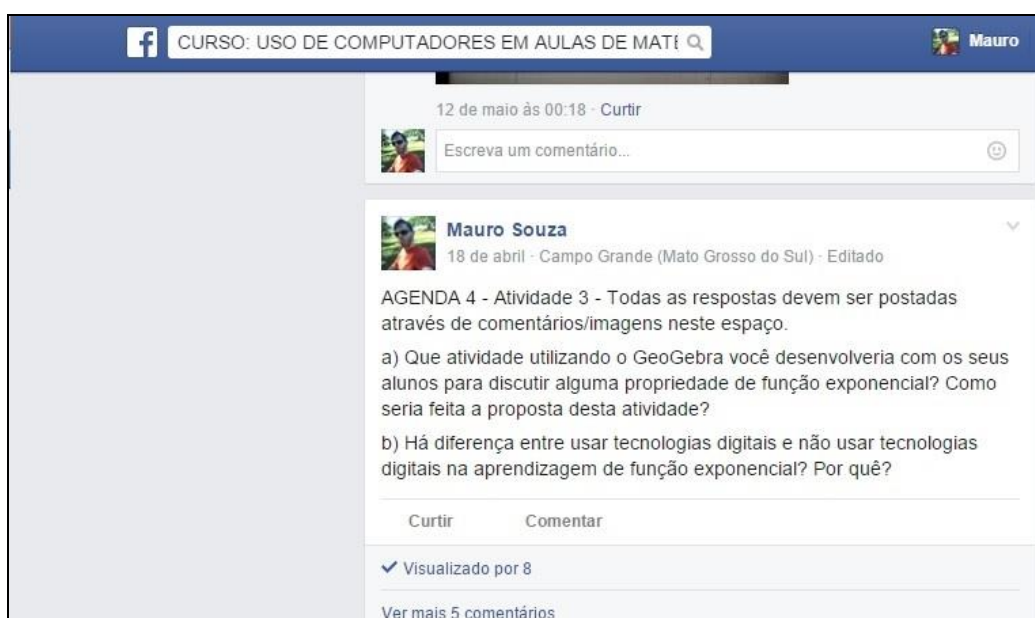 CURSO: USO DE COMPUTADORES EM AULAS DE MATE
Mauro
12 de maio às 00:18 · Curtir
Escreva um comentário...
Mauro Souza
18 de abril · Campo Grande (Mato Grosso do Sul) · Editado
AGENDA 4 - Atividade 3 - Todas as respostas devem ser postadas
através de comentários/imagens neste espaço.
a) Que atividade utilizando o GeoGebra você desenvolveria com os seus
alunos para discutir alguma propriedade de função exponencial? Como
seria feita a proposta desta atividade?
b) Há diferença entre usar tecnologias digitais e não usar tecnologias
digitais na aprendizagem de função exponencial? Por quê?
Curtir Comentar
Visualizado por 8
Ver mais 5 comentários